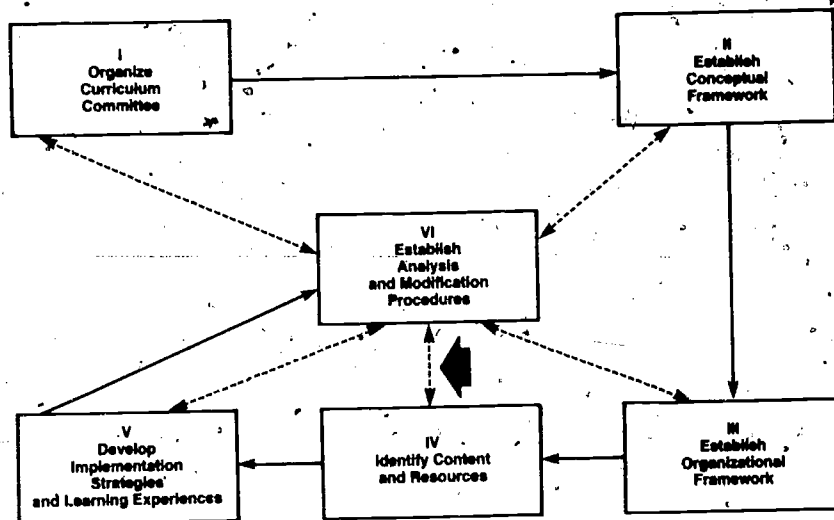 I
Organize
Curriculum
Committee
II
Establish
Conceptual
Framework
VI
Establish
Analysis
and Modification
Procedures
V
Develop
Implementation
Strategies
and Learning Experiences
IV
Identify Content
and Resources
III
Establish
Organizational
Framework